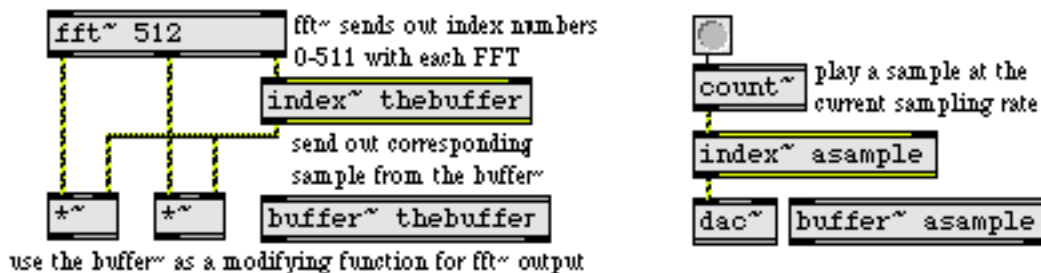 fft~ 512
fft~ sends out index numbers
0-511 with each FFT
index~ thebuffer
send out corresponding
sample from the buffer~
*~
*~
buffer~ thebuffer
use the buffer~ as a modifying function for fft~ output
count~
play a sample at the
current sampling rate
index~ asample
dac~
buffer~ asample